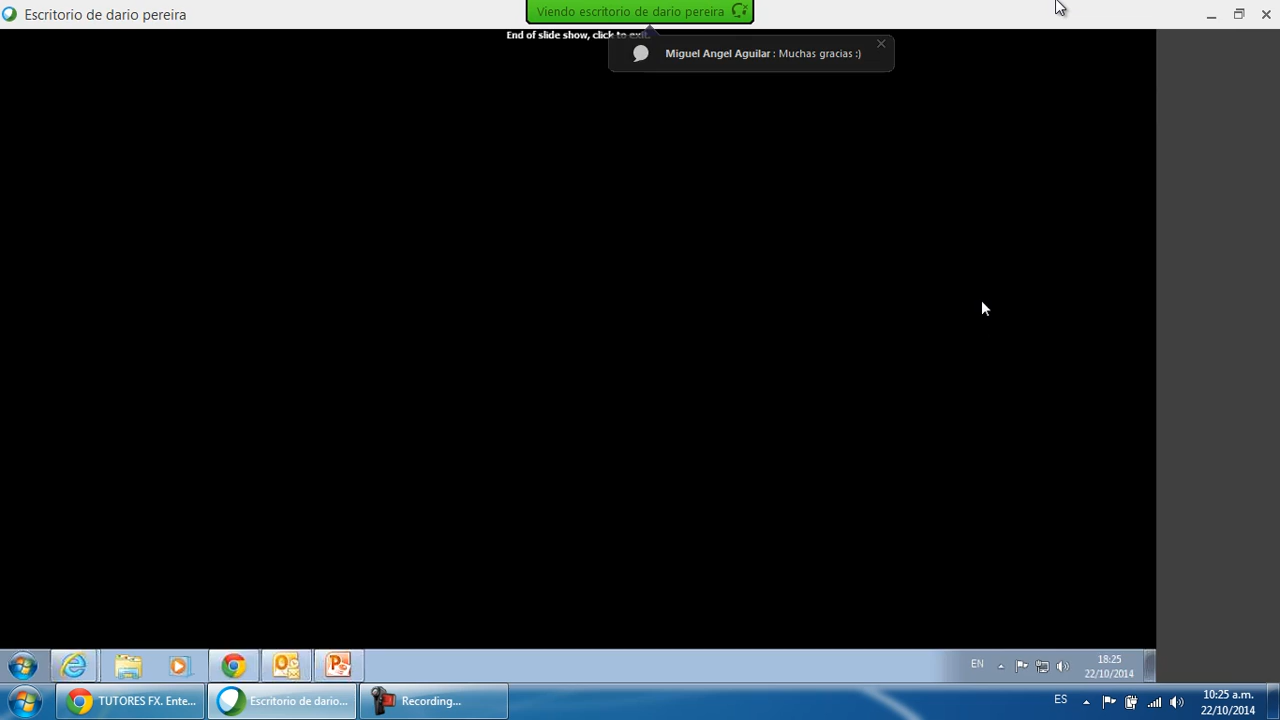 Escritorio de dario pereira
Viendo escritorio de dario pereira
End of slide show, click to exit.
Miguel Angel Aguilar : Muchas gracias :)
EN
18:25
22/10/2014
TUTORES FX. Ente...
Escritorio de dario...
Recording...
ES
10:25 a.m.
22/10/2014